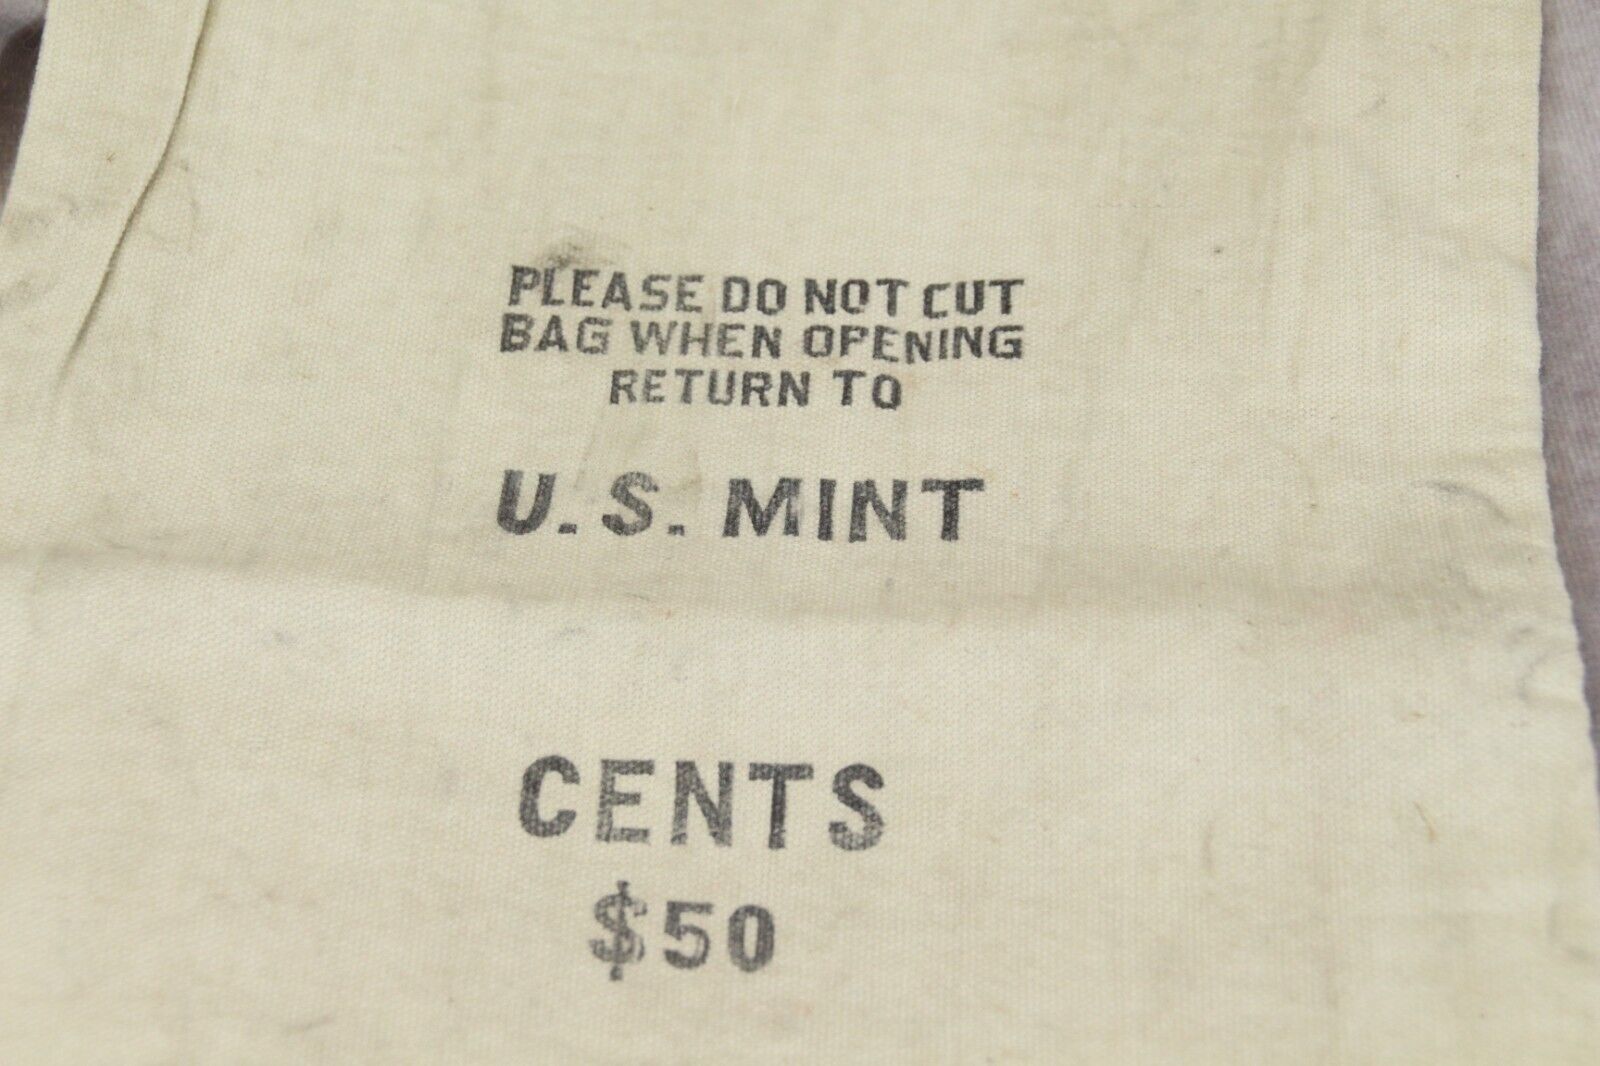 PLEASE DO NOT CUT
BAG WHEN OPENING
RETURN TO
U.S. MINT
CENTS
$50